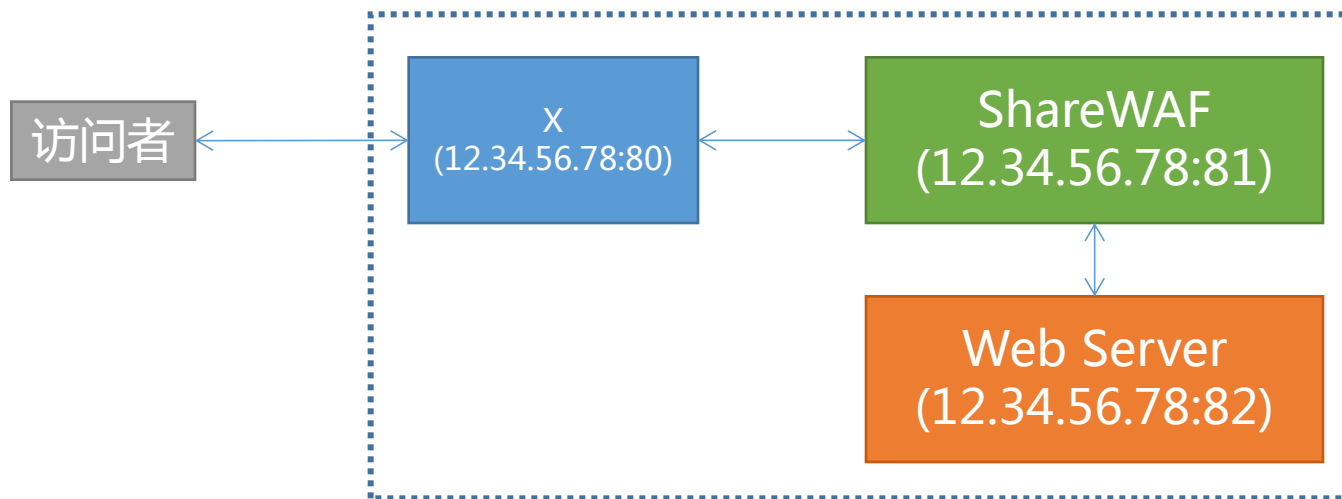 访问者
X
(12.34.56.78:80)
ShareWAF
(12.34.56.78:81)
Web Server
(12.34.56.78:82)